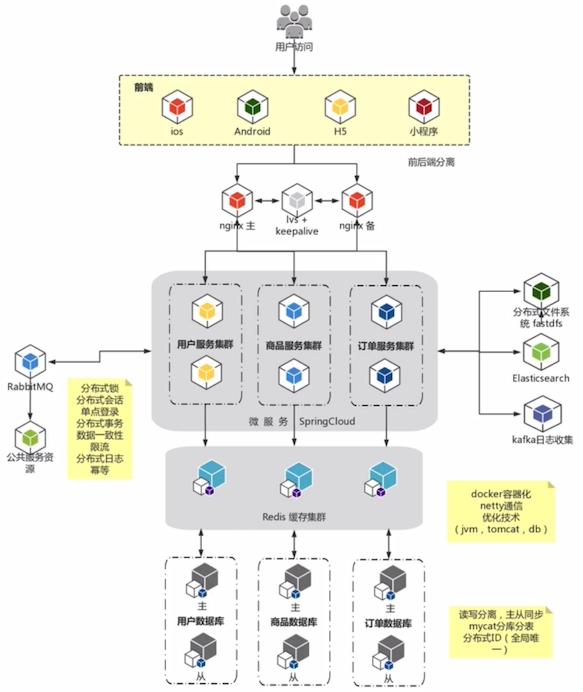 用户访问
前端
ios
Android
H5
小程序
前后端分离
nginx 主
lvs +
keepalive
nginx 备
用户服务集群
商品服务集群
订单服务集群
微 服 务    SpringCloud
分布式文件系
统 fastdfs
Elasticsearch
kafka日志收集
RabbitMQ
公共服务资
源
分布式锁
分布式会话
单点登录
分布式事务
数据一致性
限流
分布式日志
幂等
Redis 缓存集群
docker容器化
netty通信
优化技术
（jvm，tomcat，db）
主
用户数据库
从
主
商品数据库
从
主
订单数据库
从
读写分离，主从同步
mycat分库分表
分布式ID（全局唯
一）